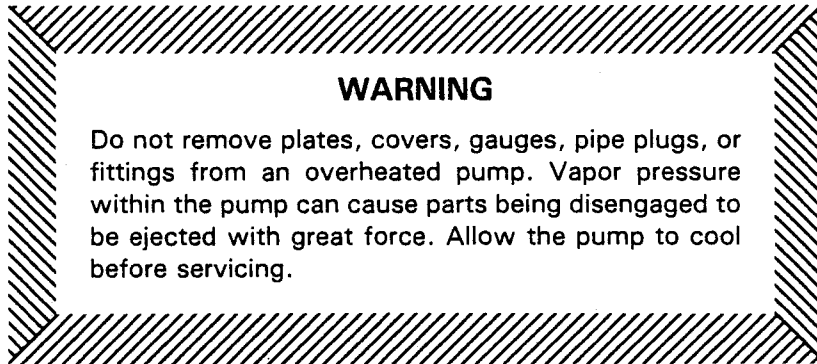 WARNING
Do not remove plates, covers, gauges, pipe plugs, or
fittings from an overheated pump. Vapor pressure
within the pump can cause parts being disengaged to
be ejected with great force. Allow the pump to cool
before servicing.